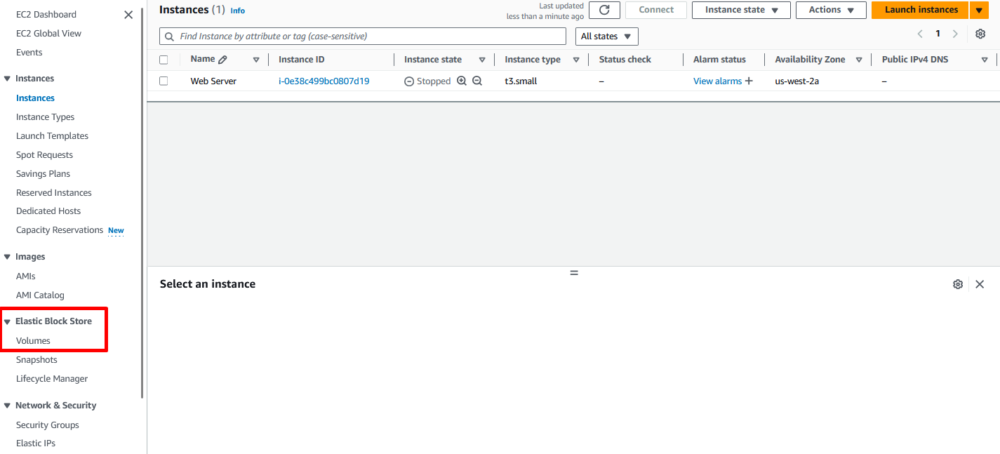 EC2 Dashboard
EC2 Global View
Events
Instances
Instances
Instance Types
Launch Templates
Spot Requests
Savings Plans
Reserved Instances
Dedicated Hosts
Capacity Reservations New
Images
AMIs
AMI Catalog
Elastic Block Store
Volumes
Snapshots
Lifecycle Manager
Network & Security
Security Groups
Elastic IPs
Instances (1) Info
Last updated
less than a minute ago
Connect
Instance state
Actions
Launch instances
Find Instance by attribute or tag (case-sensitive)
All states
1
Name Instance ID Instance state Instance type Status check Alarm status Availability Zone Public IPv4 DNS
Web Server i-0e38c499bc0807d19 Stopped t3.small – View alarms + us-west-2a –
Select an instance